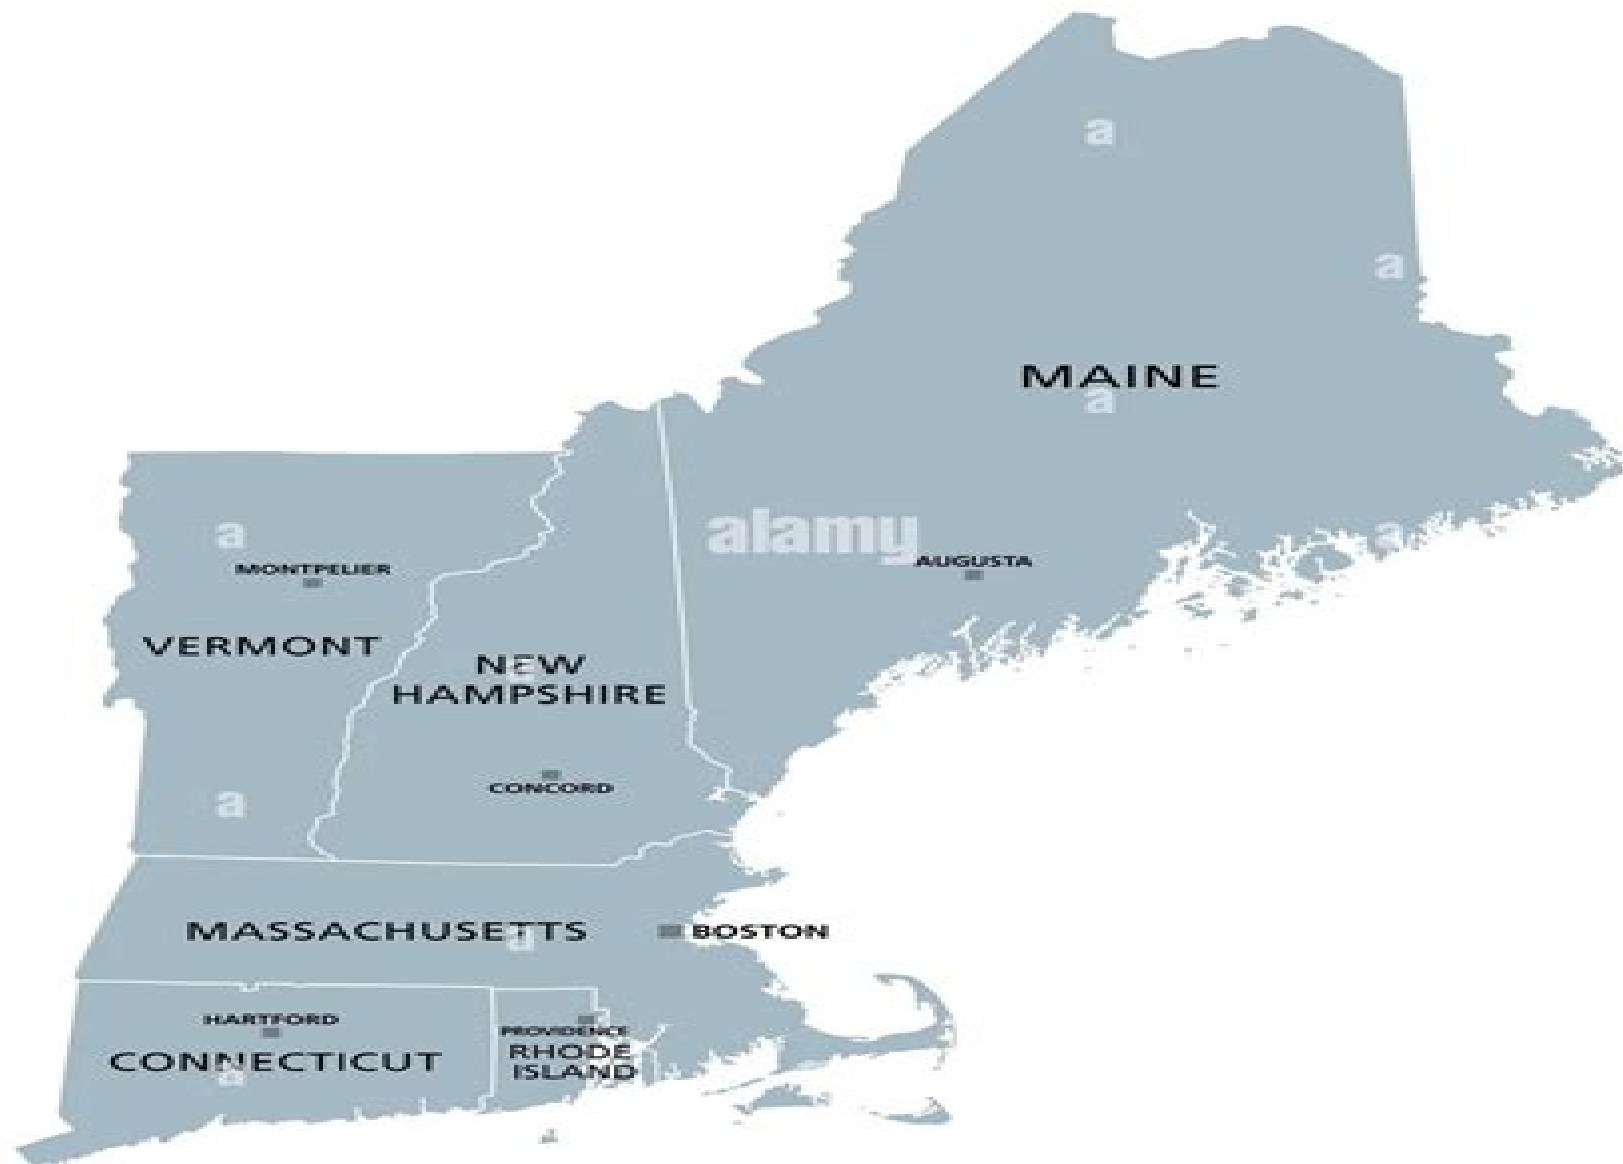 a
a
MAINE
a
alamy
a
a
MONTPELIER
AUGUSTA
VERMONT
NEW
HAMPSHIRE
a
CONCORD
a
MASSACHUSETTS
a
BOSTON
HARTFORD
PROVIDENCE
CONNECTICUT
a
RHODE
ISLAND